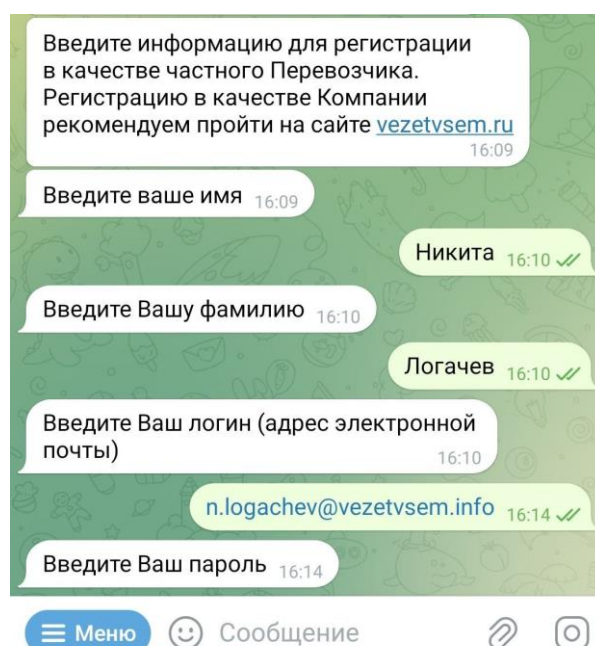 Введите информацию для регистрации
в качестве частного Перевозчика.
Регистрацию в качестве Компании
рекомендуем пройти на сайте vezetvsem.ru
16:09
Введите ваше имя 16:09
Никита 16:10
Введите Вашу фамилию 16:10
Логачев 16:10
Введите Ваш логин (адрес электронной
почты) 16:10
n.logachev@vezetvsem.info 16:14
Введите Ваш пароль 16:14
Меню Сообщение